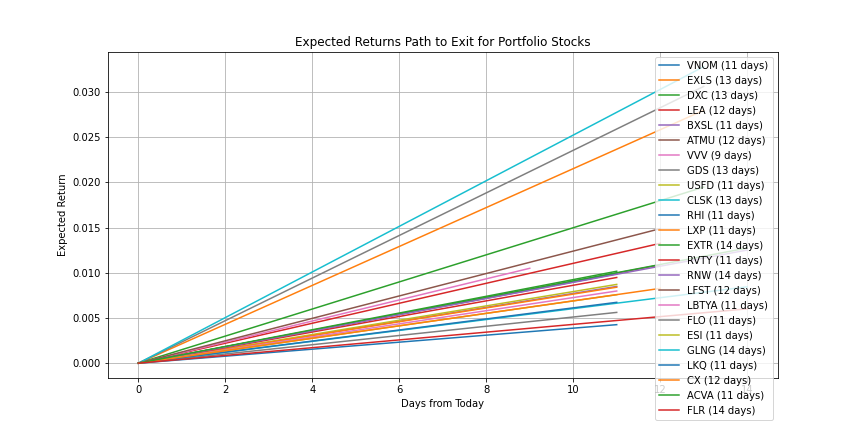 Expected Returns Path to Exit for Portfolio Stocks
Expected Return
0.030
0.025
0.020
0.015
0.010
0.005
0.000
0
2
4
6
8
10
12
14
Days from Today
VNOM (11 days)
EXLS (13 days)
DXC (13 days)
LEA (12 days)
BXSL (11 days)
ATMU (12 days)
VVV (9 days)
GDS (13 days)
USFD (11 days)
CLSK (13 days)
RHI (11 days)
LXP (11 days)
EXTR (14 days)
RVTY (11 days)
RNW (14 days)
LFST (12 days)
LBTYA (11 days)
FLO (11 days)
ESI (11 days)
GLNG (14 days)
LKQ (11 days)
CX (12 days)
ACVA (11 days)
FLR (14 days)